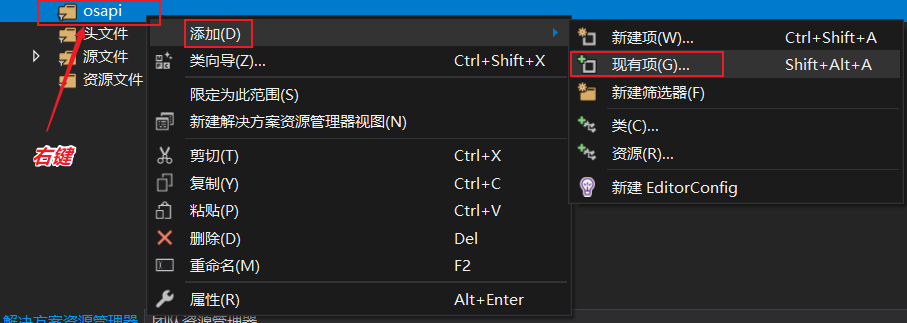 osapi
头文件
源文件
资源文件
右键
添加(D)
类向导(Z)... Ctrl+Shift+X
限定为此范围(S)
新建解决方案资源管理器视图(N)
剪切(T) Ctrl+X
复制(Y) Ctrl+C
粘贴(P) Ctrl+V
删除(D) Del
重命名(M) F2
属性(R) Alt+Enter
新建项(W)... Ctrl+Shift+A
现有项(G)... Shift+Alt+A
新建筛选器(F)
类(C)...
资源(R)...
新建 EditorConfig
解决方案资源管理器 团队资源管理器